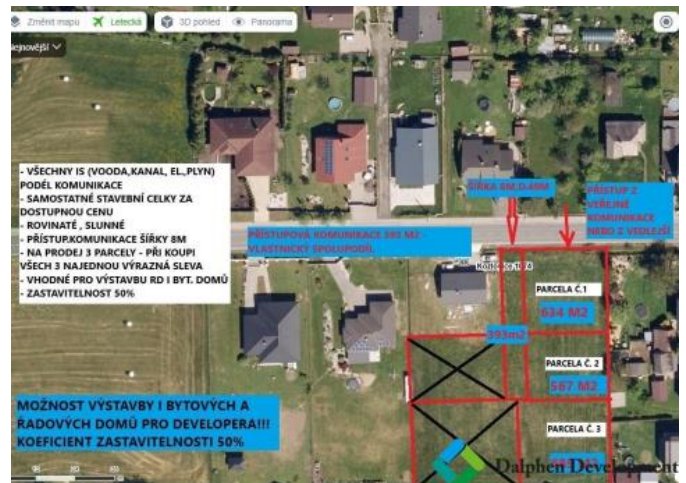 Změnit mapu
Letecká
3D pohled
Panorama
Nejnovější
- VŠECHNY IS (VOODA,KANAL, EL.,PLYN)
PODÉL KOMUNIKACE
- SAMOSTATNÉ STAVEBNÍ CELKY ZA
DOSTUPNOU CENU
- ROVINATÉ , SLUNNÉ
- PŘÍSTUP.KOMUNIKACE ŠÍŘKY 8M
- NA PRODEJ 3 PARCELY - PŘI KOUPI
VŠECH 3 NAJEDNOU VÝRAZNÁ SLEVA
- VHODNÉ PRO VÝSTAVBU RD I BYT. DOMŮ
- ZASTAVITELNOST 50%
ŠÍŘKA 8M,D.49M
PŘÍSTUP Z
VEŘEJNÉ
KOMUNIKACE
NEBO Z VEDLEJŠÍ
PŘÍSTUPOVÁ KOMUNIKACE 393 M2 -
VLASTNICKÝ SPOLUPODÍL
PARCELA Č.1
634 M2
393m2
PARCELA Č. 2
567 M2
MOŽNOST VÝSTAVBY I BYTOVÝCH A
ŘADOVÝCH DOMŮ PRO DEVELOPERA!!!
KOEFICIENT ZASTAVITELNOSTI 50%
PARCELA Č. 3
Dalphen Development